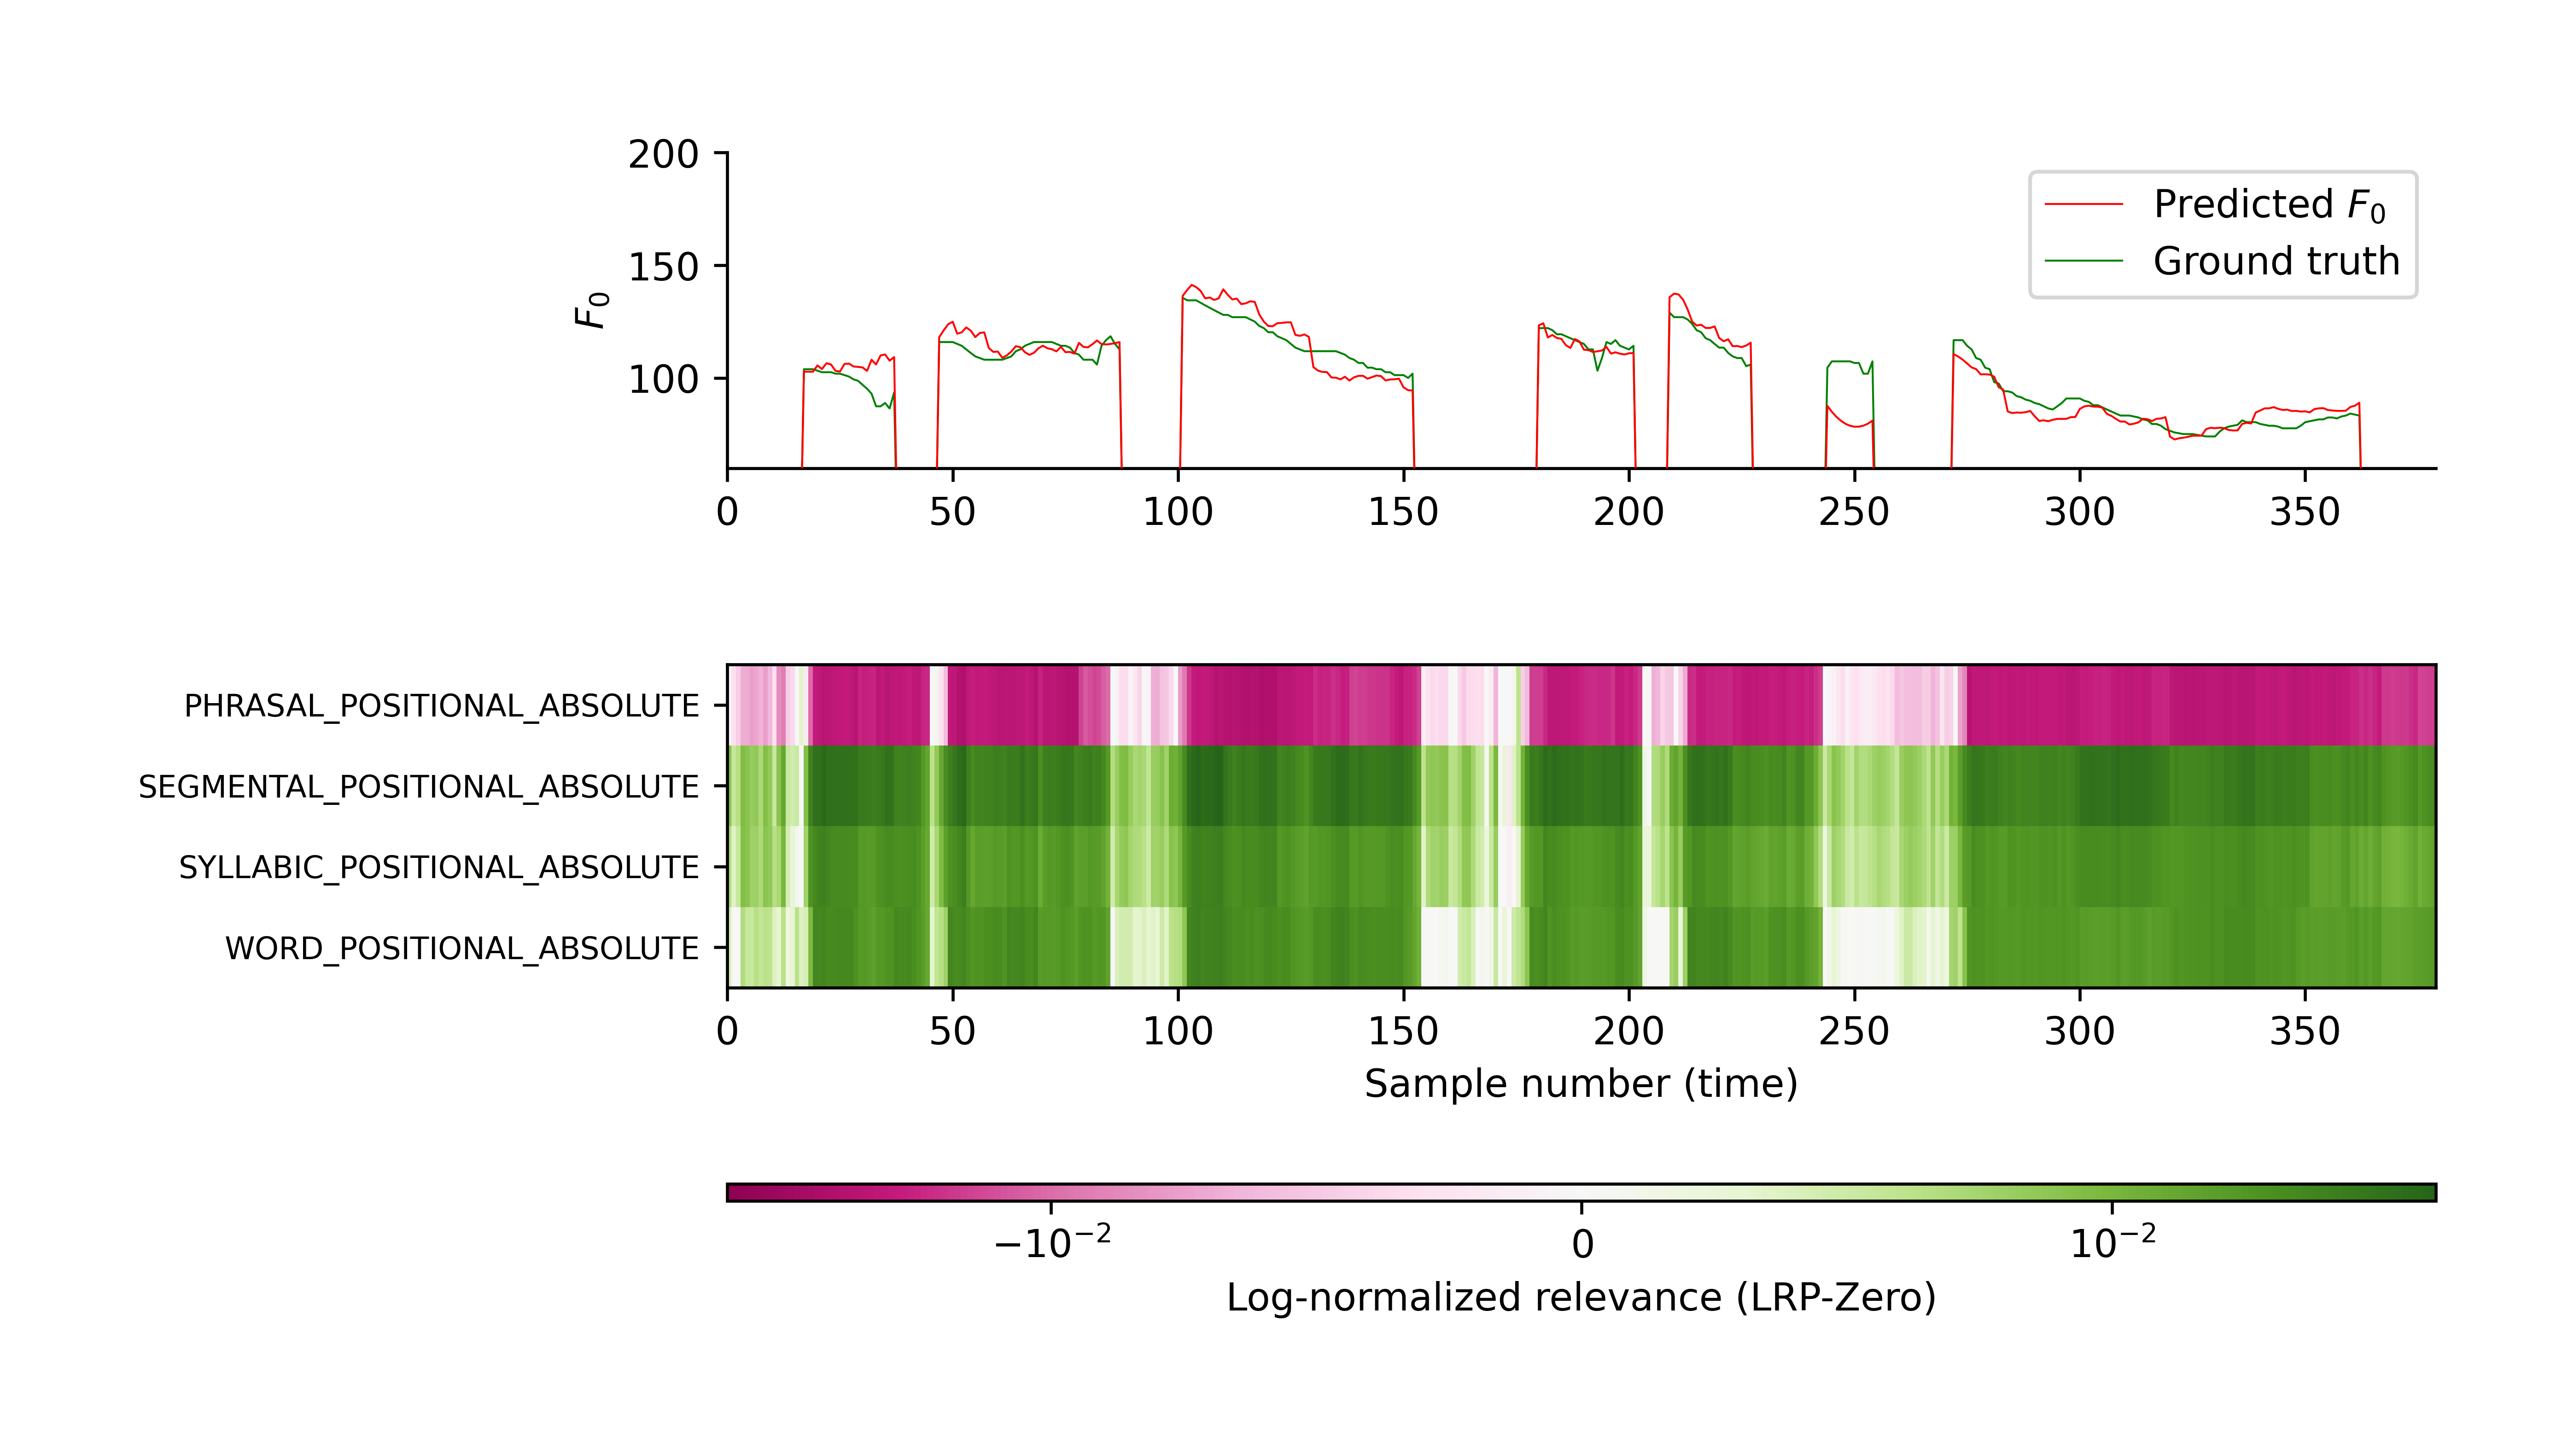 200
150
100
F₀
Predicted F₀
Ground truth
0 50 100 150 200 250 300 350
PHRASAL_POSITIONAL_ABSOLUTE
SEGMENTAL_POSITIONAL_ABSOLUTE
SYLLABIC_POSITIONAL_ABSOLUTE
WORD_POSITIONAL_ABSOLUTE
0 50 100 150 200 250 300 350
Sample number (time)
−10⁻² 0 10⁻²
Log-normalized relevance (LRP-Zero)